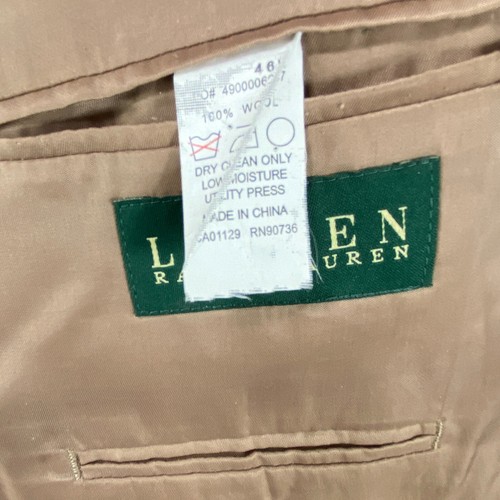 46
100% WOOL
DRY CLEAN ONLY
LOW MOISTURE
UTILITY PRESS
MADE IN CHINA
CA01129 RN90736
L EN
RA UREN